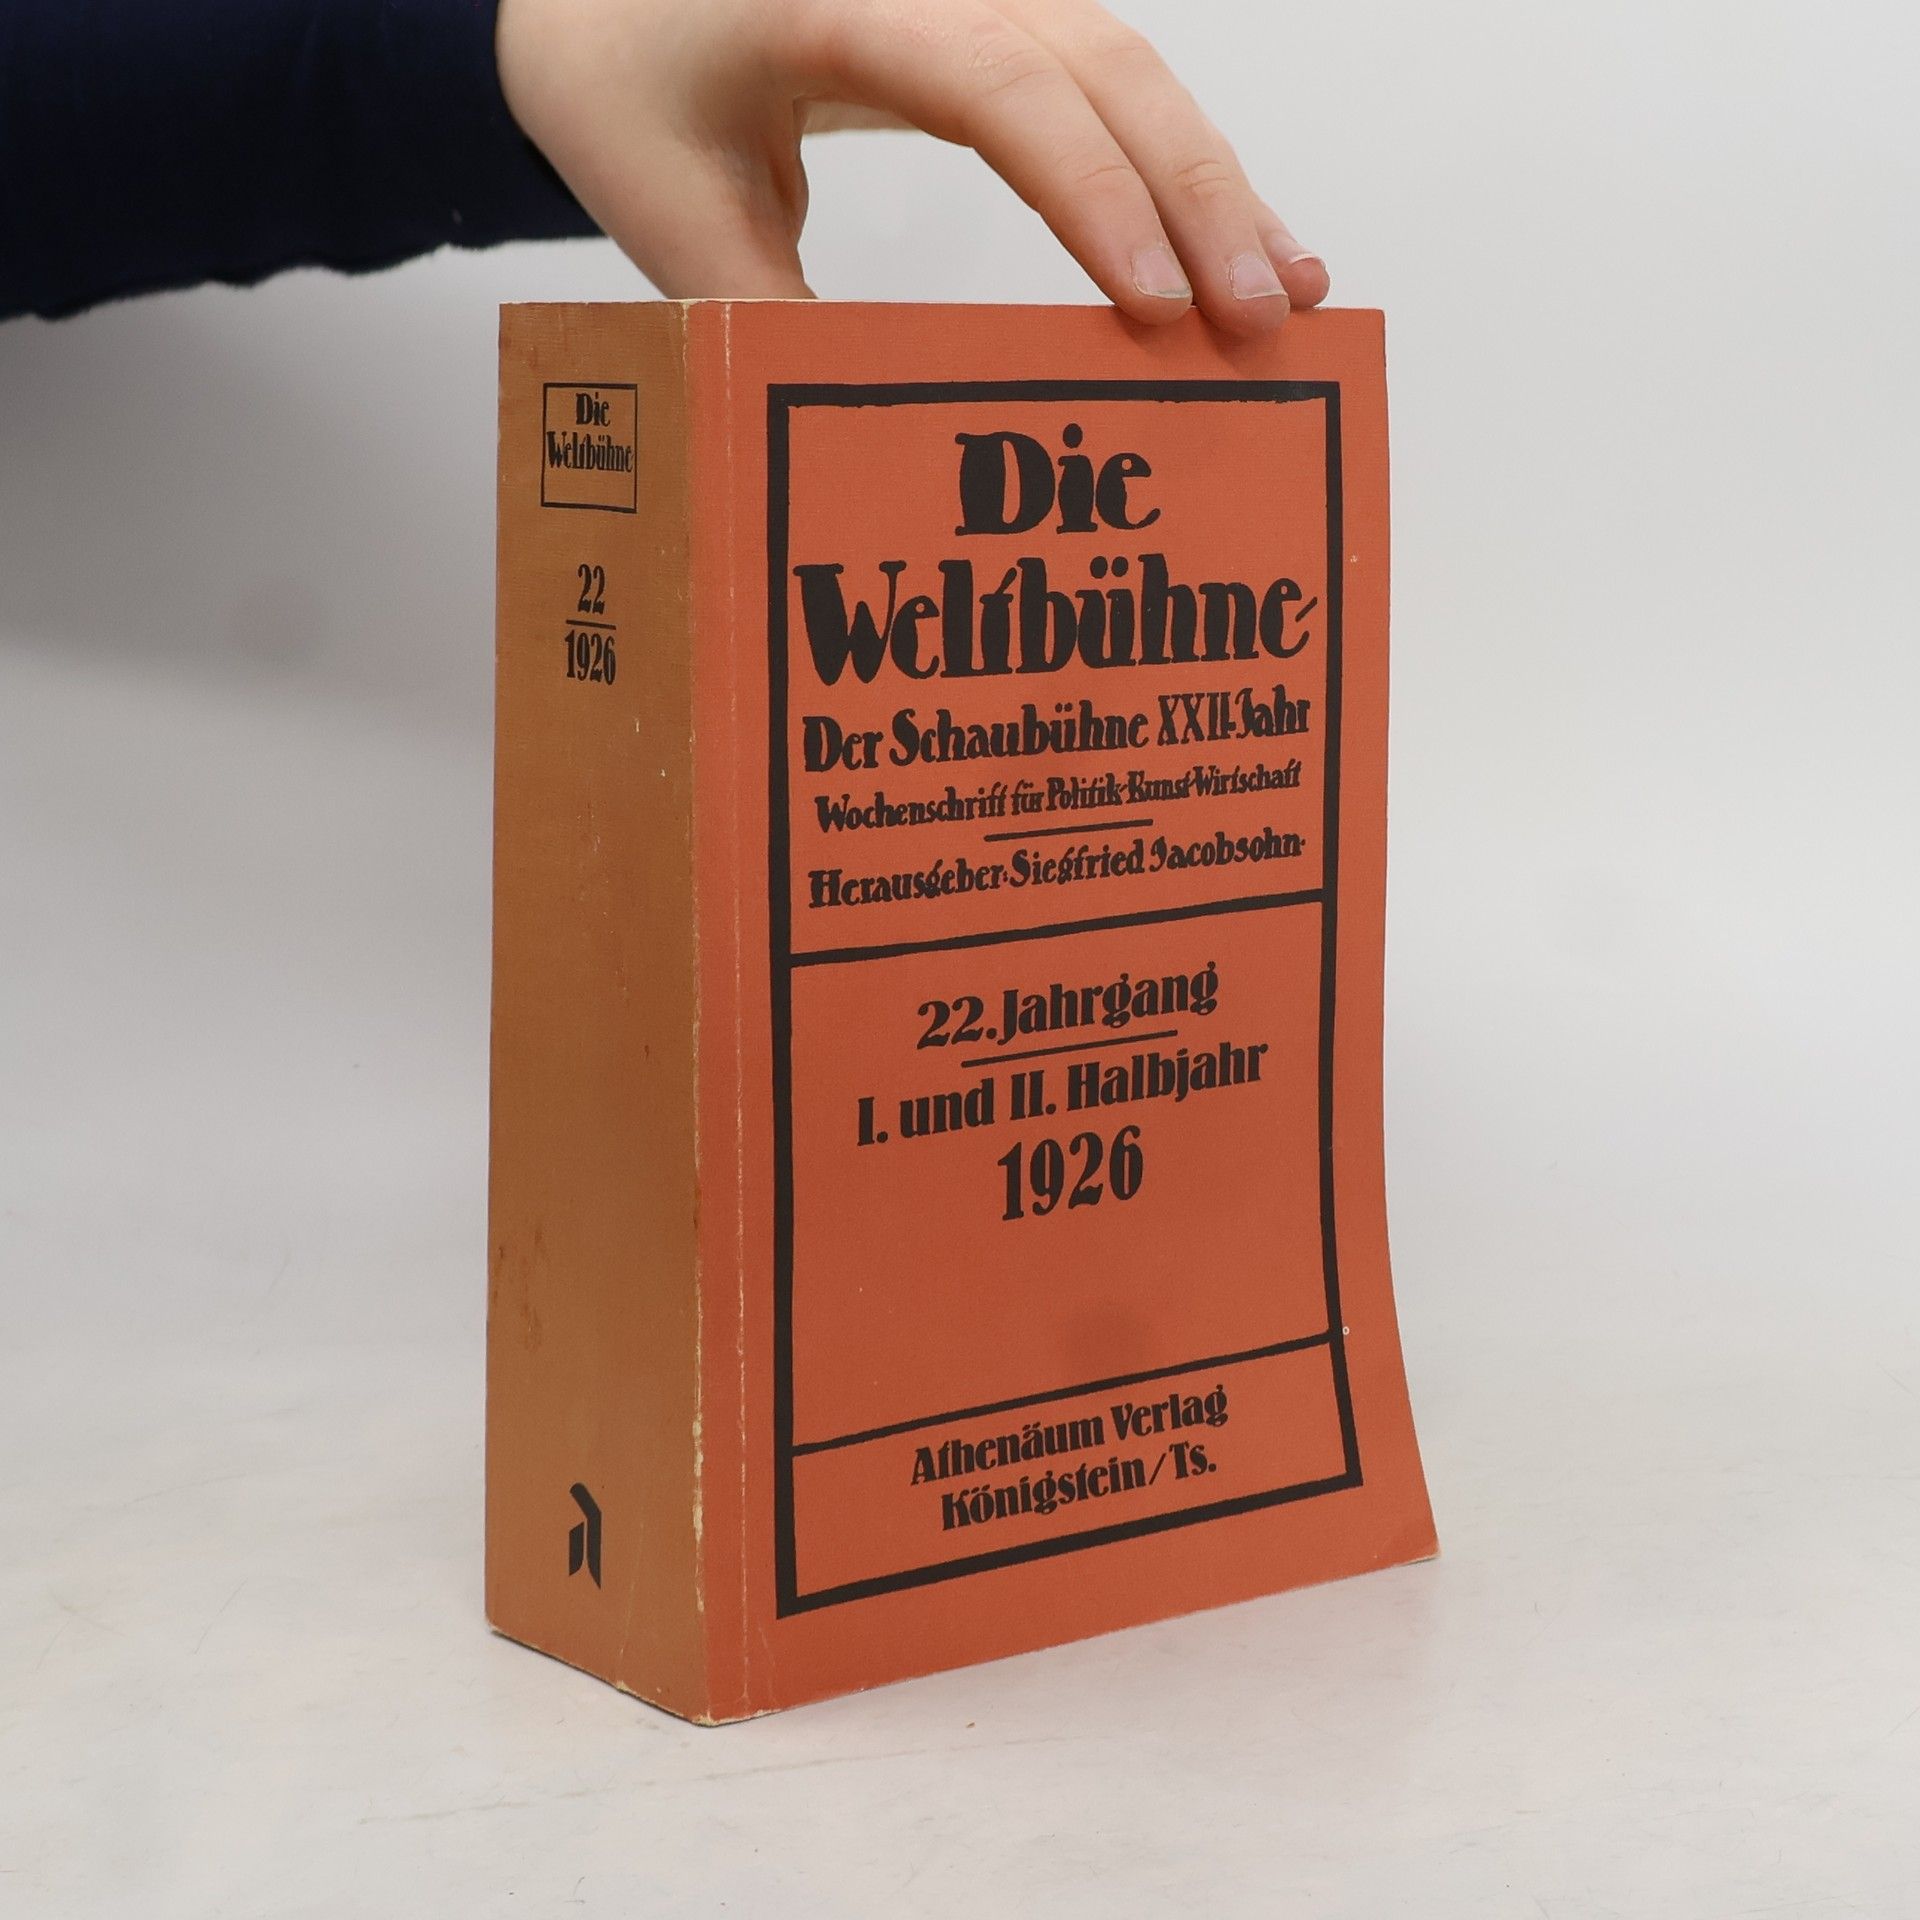 Die
Weltbühne
22
1926
Die
Weltbühne
Der Schaubühne XXII. Jahr
Wochenschrift für Politik-Kunst-Wirtschaft
Herausgeber: Siegfried Jacobsohn
22. Jahrgang
I. und II. Halbjahr
1926
Athenäum Verlag
Königstein/Ts.